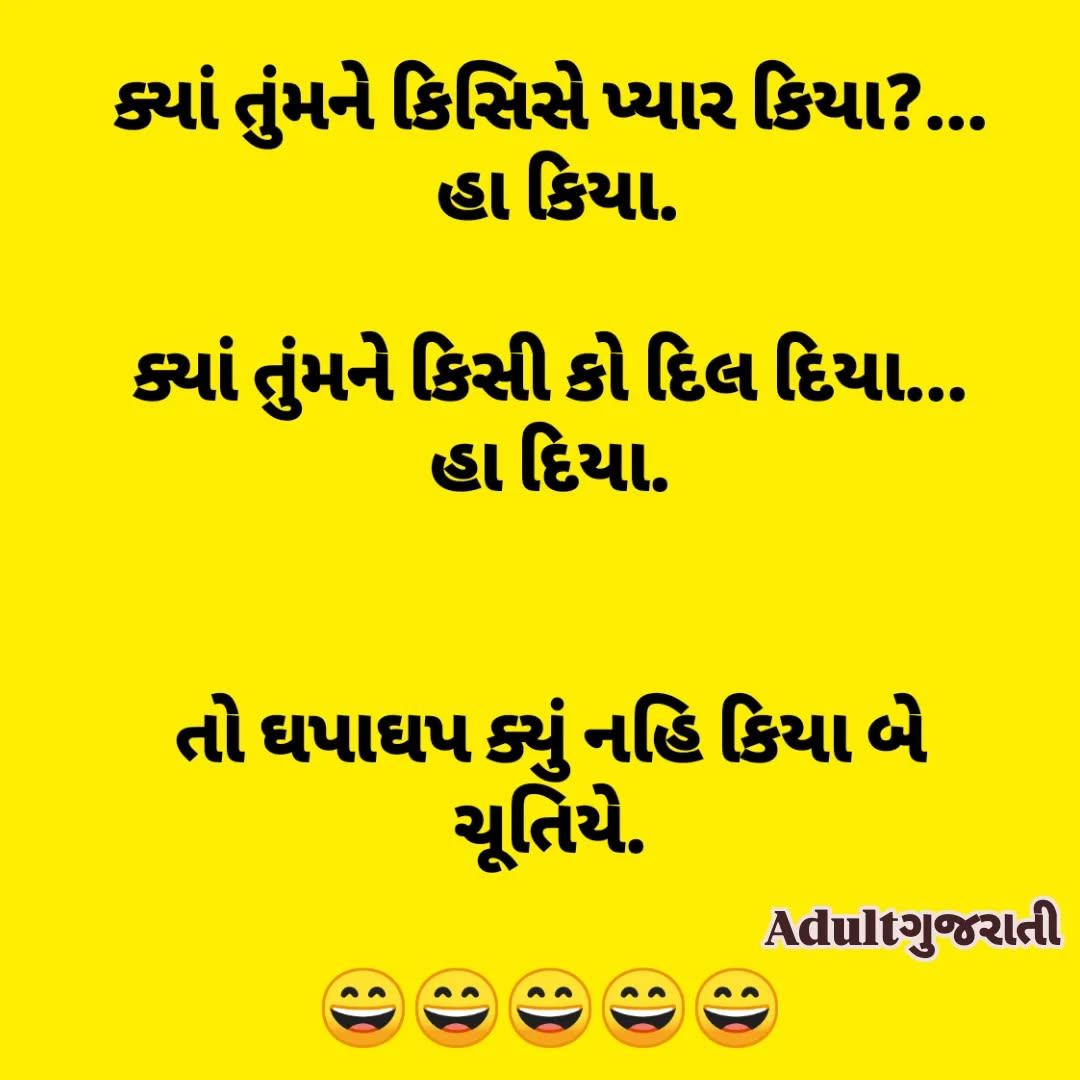 ક્યાં તુંમને કિસિસે પ્યાર કિયા?...
હા કિયા.
ક્યાં તુંમને કિસી કો દિલ દિયા...
હા દિયા.
તો ઘપાઘપ ક્યું નહિ કિયા બે
ચૂતિયે.
Adultગુજરાતી